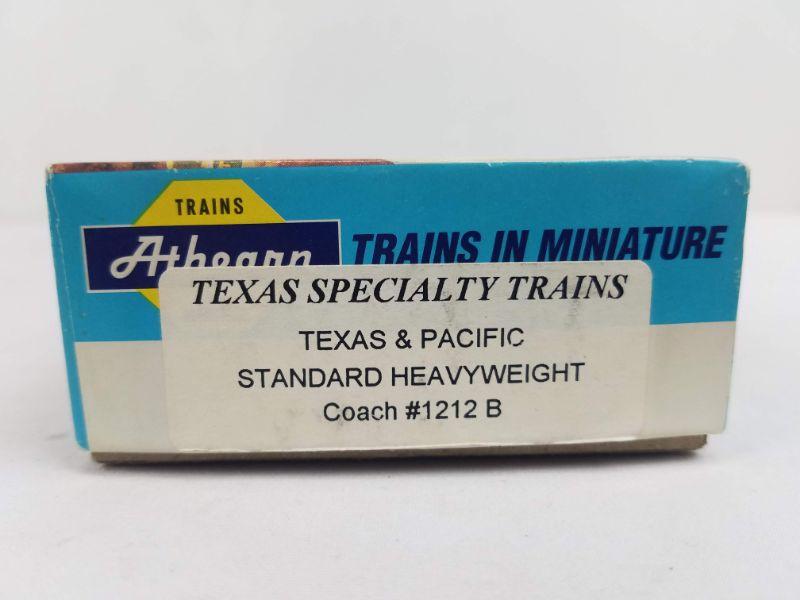 TRAINS
Athearn
TRAINS IN MINIATURE
TEXAS SPECIALTY TRAINS
TEXAS & PACIFIC
STANDARD HEAVYWEIGHT
Coach #1212 B